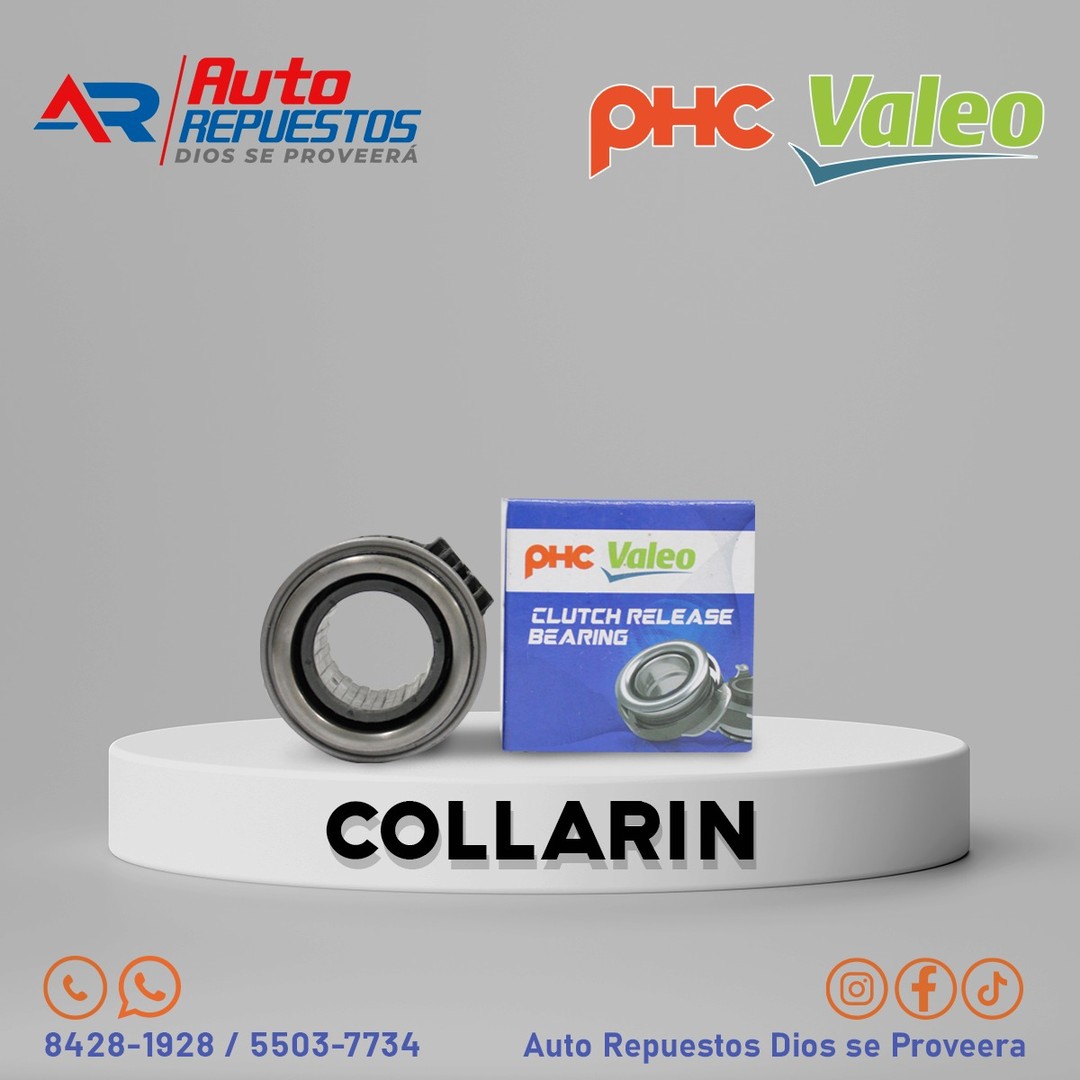 AR
Auto
REPUESTOS
DIOS SE PROVEERÁ
PHC Valeo
PHC Valeo
CLUTCH RELEASE
BEARING
COLLARIN
8428-1928 / 5503-7734
Auto Repuestos Dios se Proveera